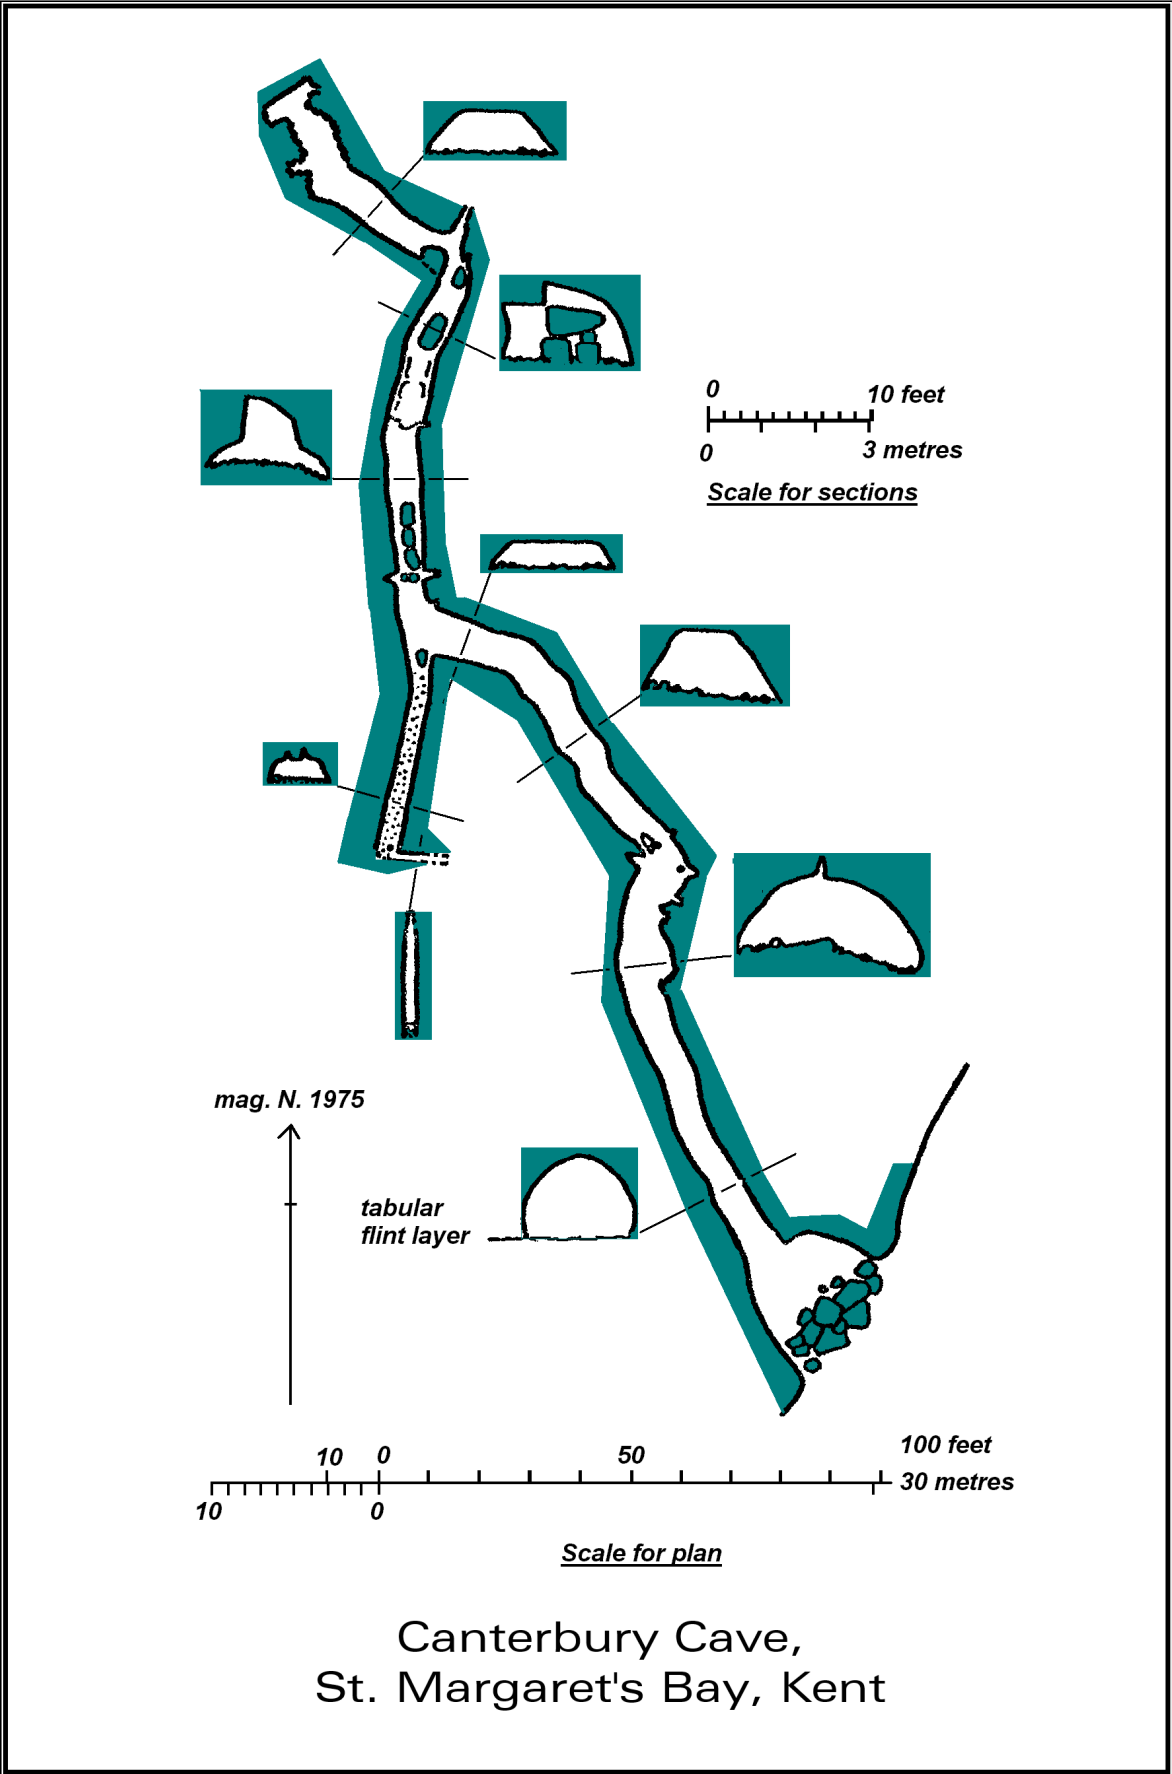 0
10 feet
0
3 metres
Scale for sections
mag. N. 1975
tabular
flint layer
10
0
50
100 feet
30 metres
10
0
Scale for plan
Canterbury Cave,
St. Margaret's Bay, Kent